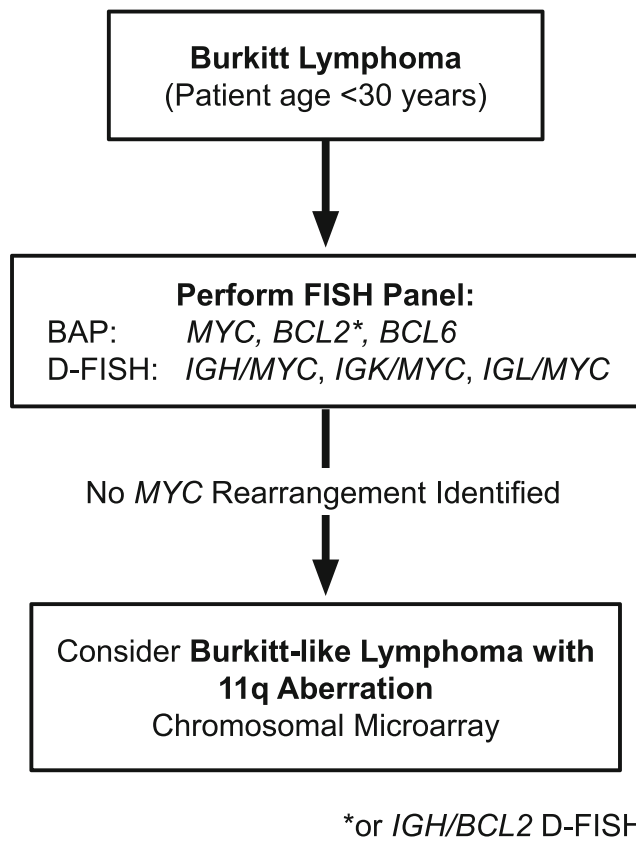 Burkitt Lymphoma
(Patient age <30 years)
Perform FISH Panel:
BAP: MYC, BCL2*, BCL6
D-FISH: IGH/MYC, IGK/MYC, IGL/MYC
No MYC Rearrangement Identified
Consider Burkitt-like Lymphoma with
11q Aberration
Chromosomal Microarray
*or IGH/BCL2 D-FISH